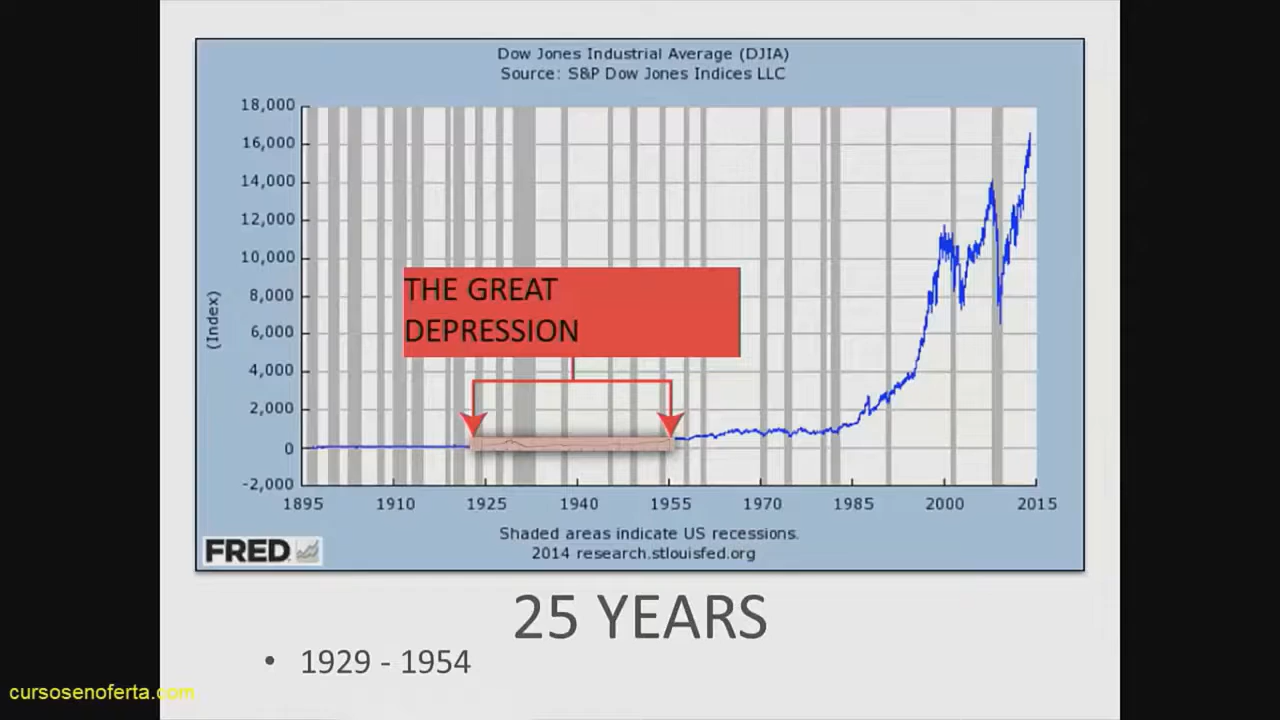 Dow Jones Industrial Average (DJIA)
Source: S&P Dow Jones Indices LLC
18,000
16,000
14,000
12,000
10,000
8,000
6,000
4,000
2,000
0
-2,000
(Index)
THE GREAT
DEPRESSION
1895 1910 1925 1940 1955 1970 1985 2000 2015
Shaded areas indicate US recessions.
2014 research.stlouisfed.org
FRED
25 YEARS
• 1929 - 1954
cursosenoferta.com